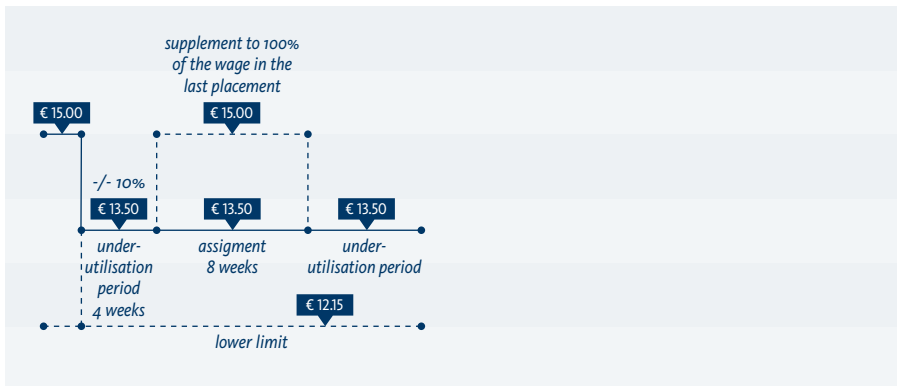 supplement to 100%
of the wage in the
last placement
€ 15.00
€ 15.00
-/- 10%
€ 13.50
€ 13.50
€ 13.50
under-
utilisation
period
4 weeks
assigment
8 weeks
under-
utilisation period
€ 12.15
lower limit